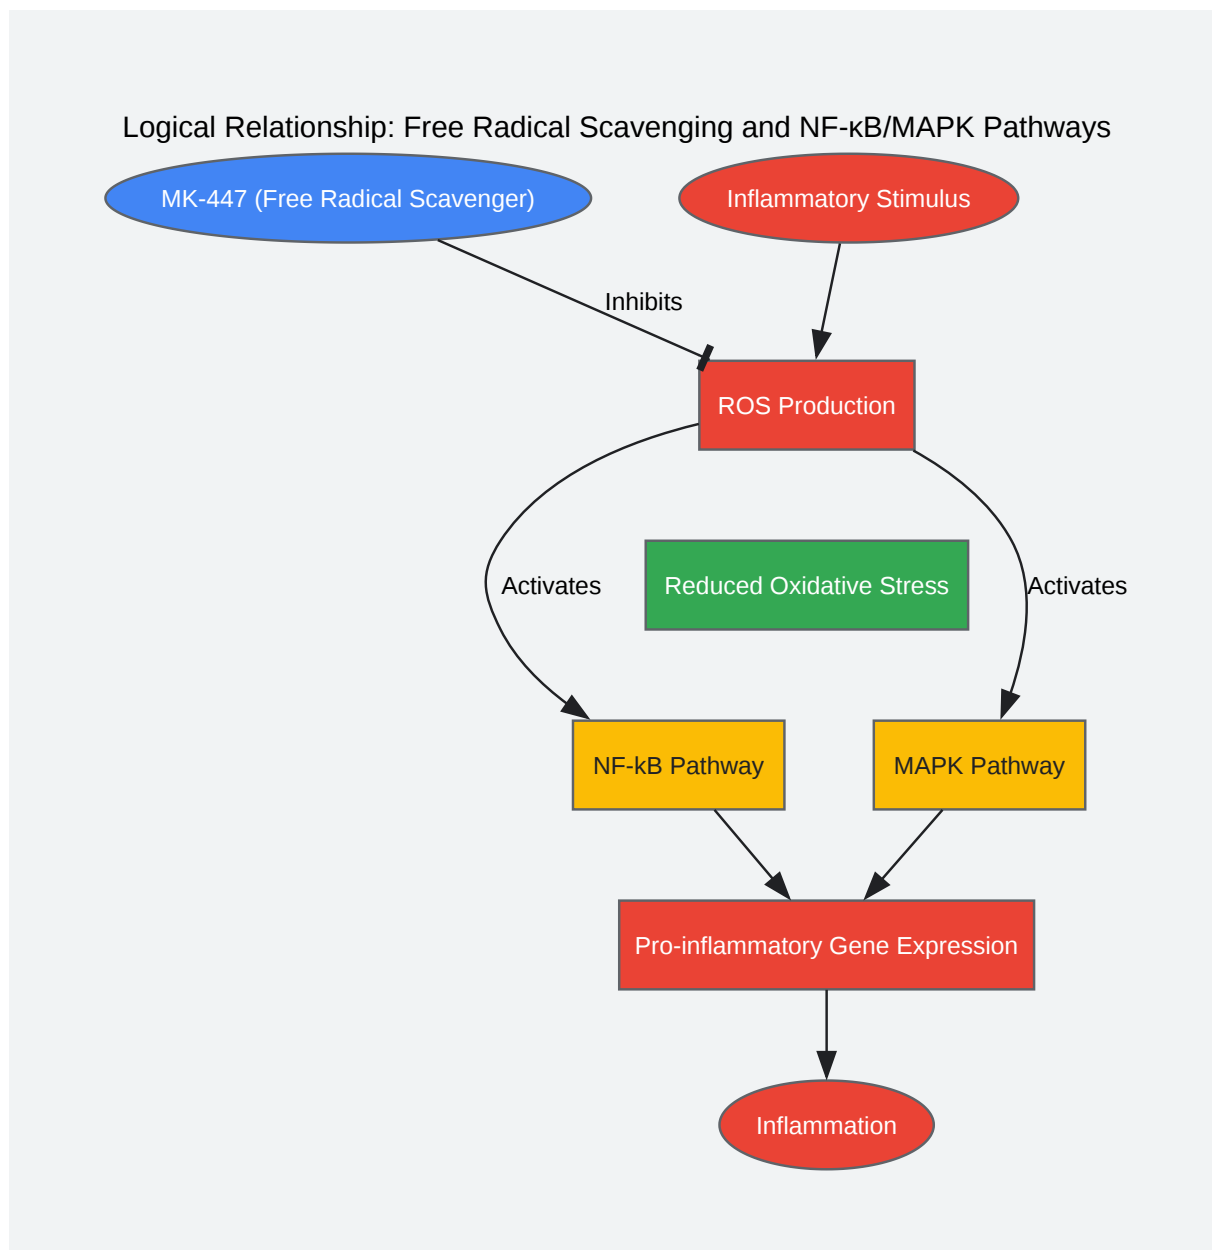 Logical Relationship: Free Radical Scavenging and NF-κB/MAPK Pathways
MK-447 (Free Radical Scavenger)
Inflammatory Stimulus
Inhibits
ROS Production
Activates
Reduced Oxidative Stress
Activates
NF-kB Pathway
MAPK Pathway
Pro-inflammatory Gene Expression
Inflammation